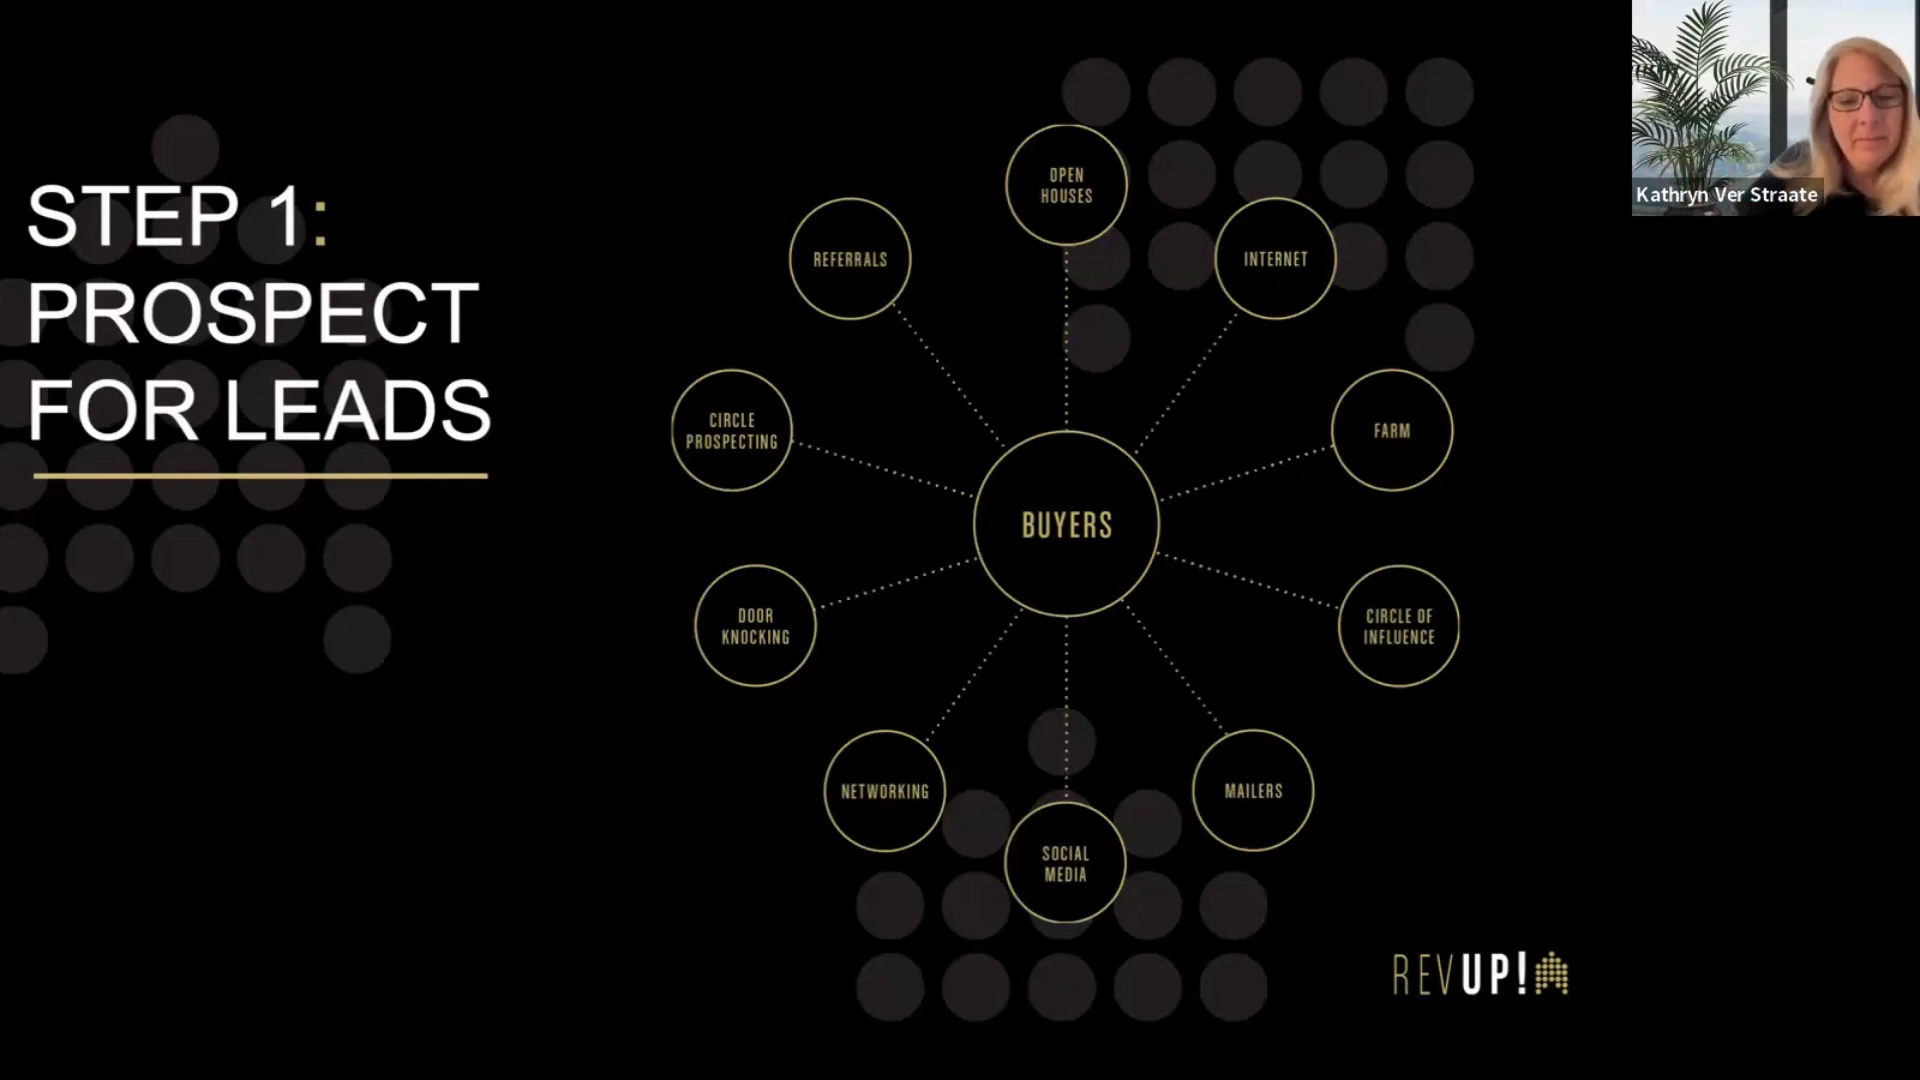 STEP 1:
PROSPECT
FOR LEADS
OPEN
HOUSES
REFERRALS
INTERNET
CIRCLE
PROSPECTING
FARM
BUYERS
DOOR
KNOCKING
CIRCLE OF
INFLUENCE
NETWORKING
MAILERS
SOCIAL
MEDIA
REVUP!
Kathryn Ver Straate